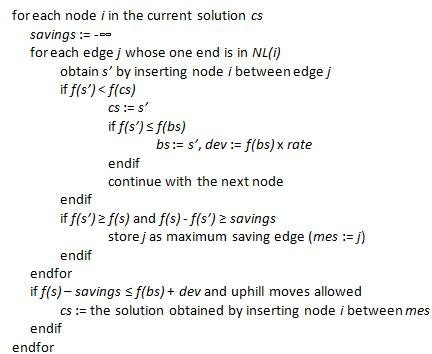 for each node i in the current solution cs
savings := -∞
for each edge j whose one end is in NL(i)
obtain s’ by inserting node i between edge j
if f(s’) < f(cs)
cs := s’
if f(s’) ≤ f(bs)
bs := s’, dev := f(bs) x rate
endif
continue with the next node
endif
if f(s’) ≥ f(s) and f(s) - f(s’) ≥ savings
store j as maximum saving edge (mes := j)
endif
endfor
if f(s) – savings ≤ f(bs) + dev and uphill moves allowed
cs := the solution obtained by inserting node i between mes
endif
endfor